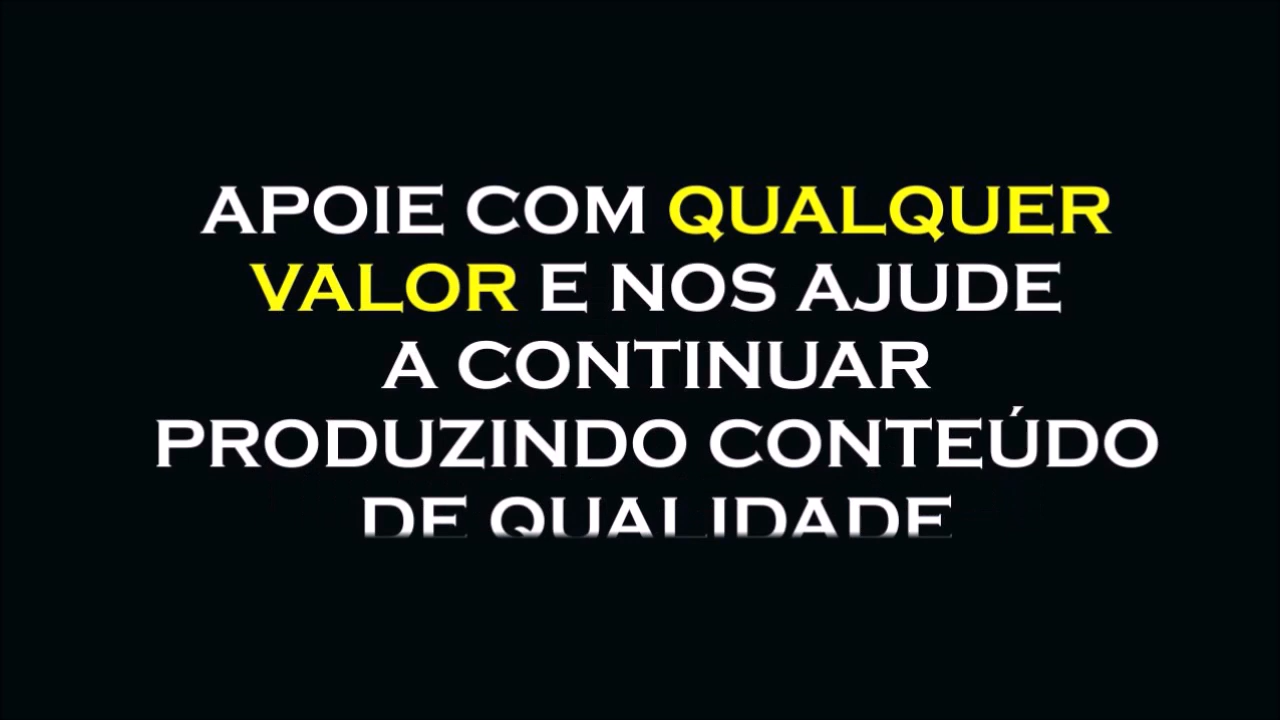 APOIE COM QUALQUER
VALOR E NOS AJUDE
A CONTINUAR
PRODUZINDO CONTEÚDO
DE QUALIDADE